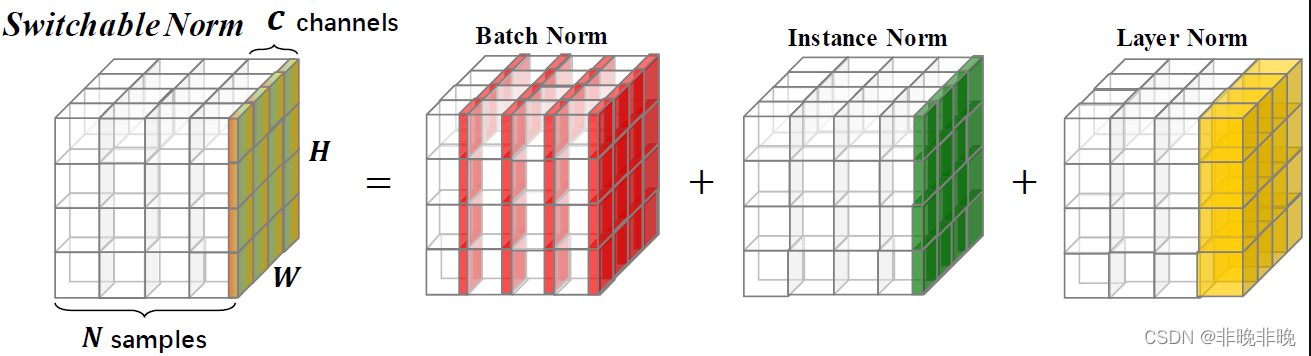 Switchable Norm
C channels
H
W
N samples
=
Batch Norm
+
Instance Norm
+
Layer Norm
CSDN @非晚非晚